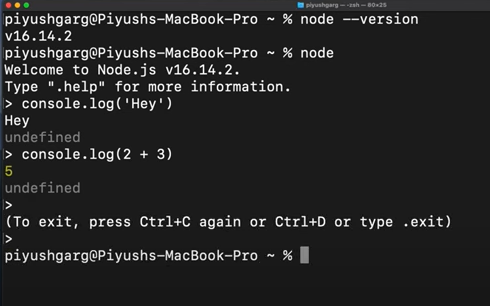 piyushgarg — -zsh — 80×25
piyushgarg@Piyushs-MacBook-Pro ~ % node --version
v16.14.2
piyushgarg@Piyushs-MacBook-Pro ~ % node
Welcome to Node.js v16.14.2.
Type ".help" for more information.
> console.log('Hey')
Hey
undefined
> console.log(2 + 3)
5
undefined
>
(To exit, press Ctrl+C again or Ctrl+D or type .exit)
>
piyushgarg@Piyushs-MacBook-Pro ~ %